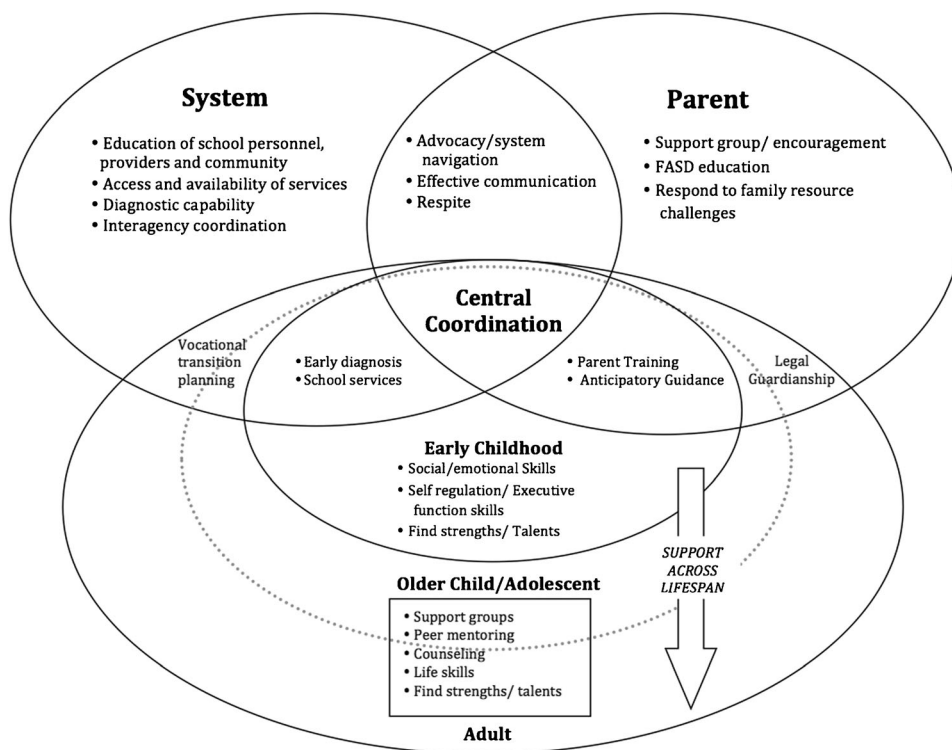 System
• Education of school personnel,
providers and community
• Access and availability of services
• Diagnostic capability
• Interagency coordination
• Advocacy/system
navigation
• Effective communication
• Respite
Parent
• Support group/ encouragement
• FASD education
• Respond to family resource
challenges
Central
Coordination
Vocational
transition
planning
• Early diagnosis
• School services
• Parent Training
• Anticipatory Guidance
Legal
Guardianship
Early Childhood
• Social/emotional Skills
• Self regulation/ Executive
function skills
• Find strengths/ Talents
SUPPORT
ACROSS
LIFESPAN
Older Child/Adolescent
• Support groups
• Peer mentoring
• Counseling
• Life skills
• Find strengths/ talents
Adult